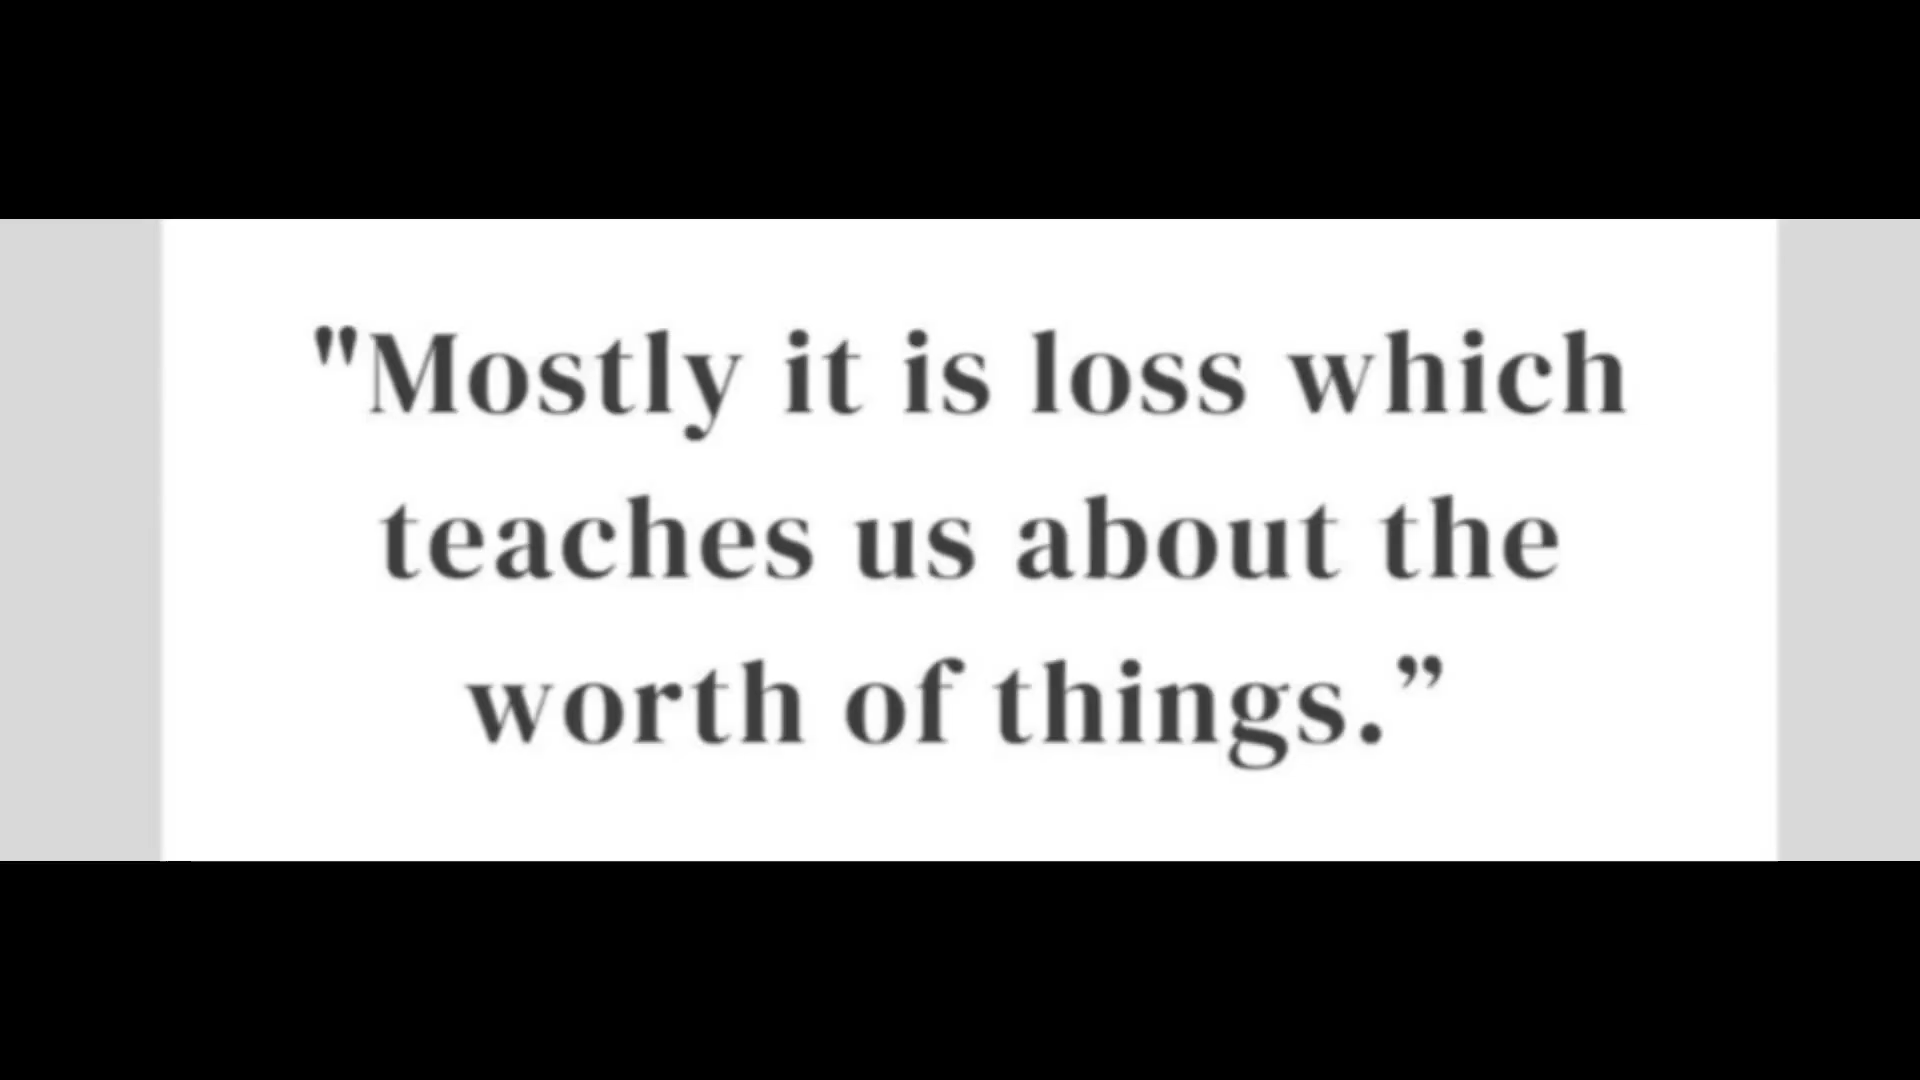 "Mostly it is loss which
teaches us about the
worth of things.”